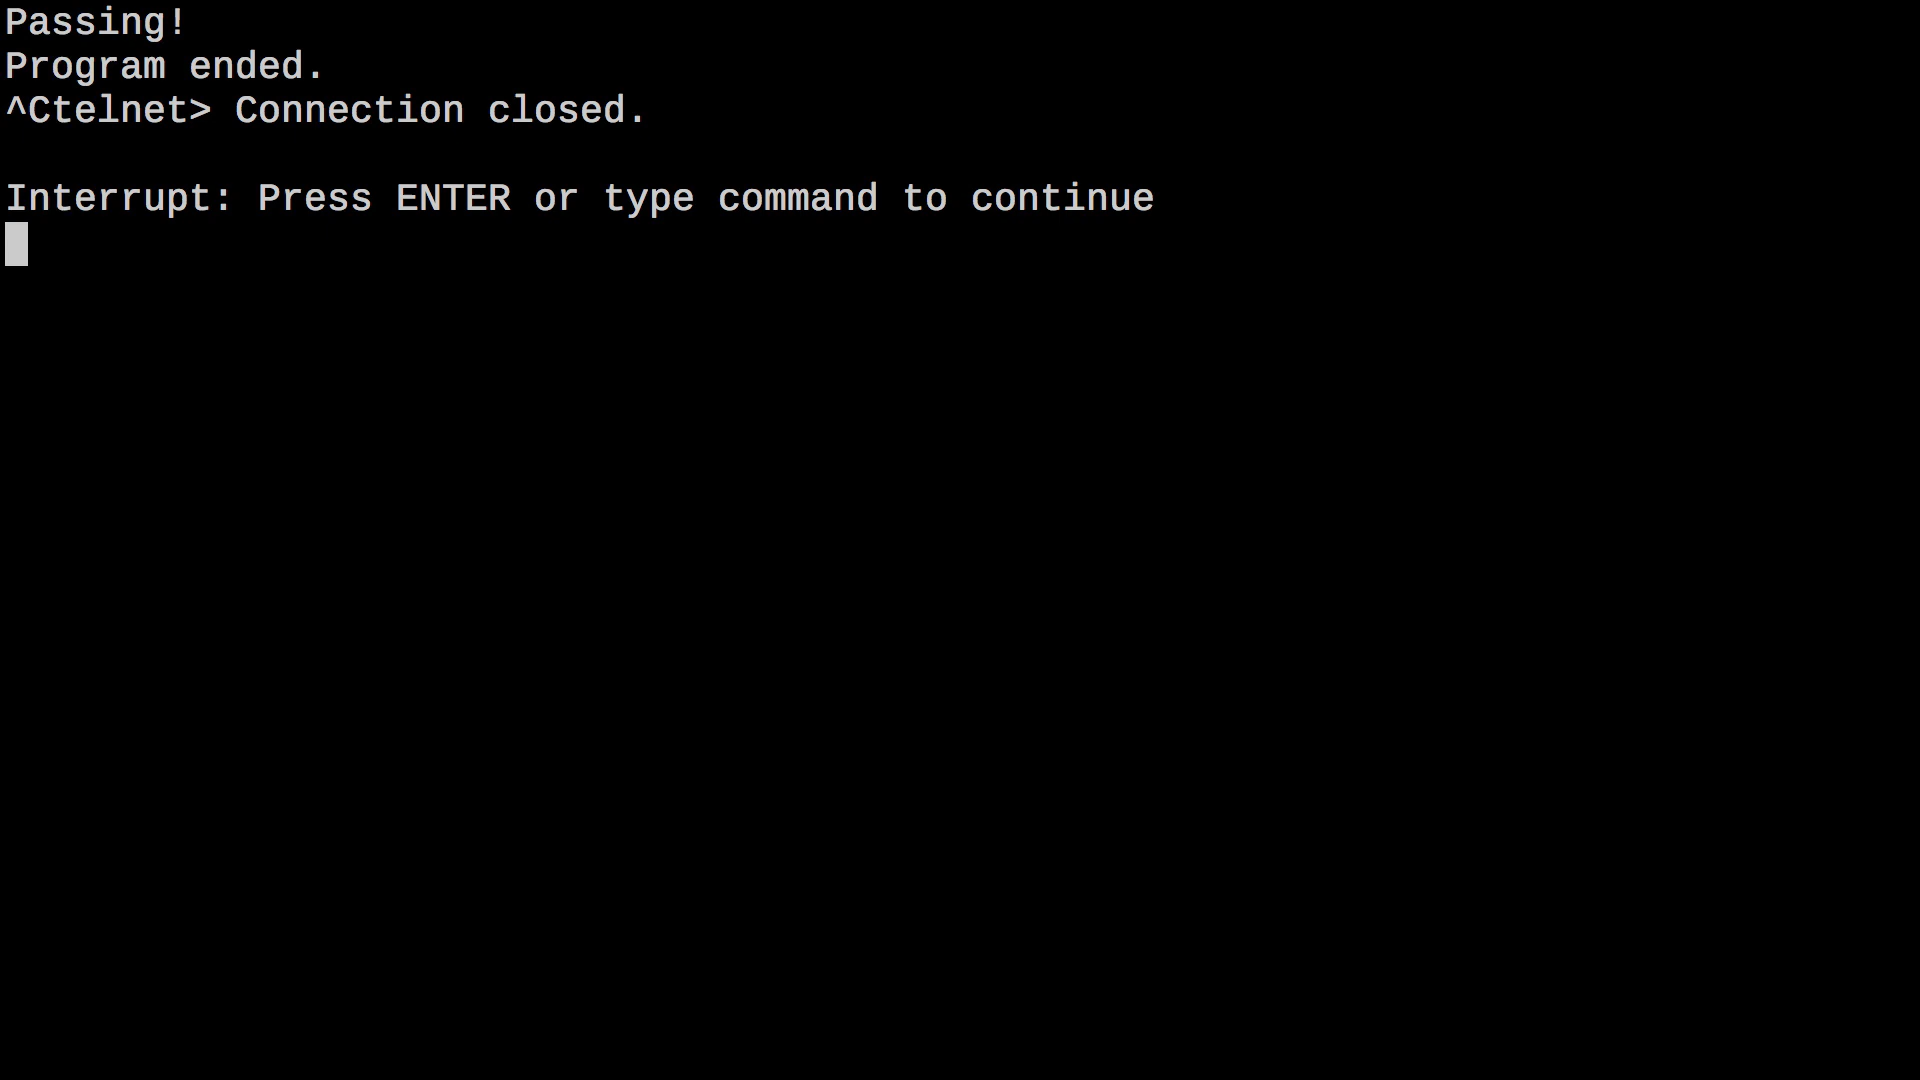 Passing!
Program ended.
^Ctelnet> Connection closed.
Interrupt: Press ENTER or type command to continue